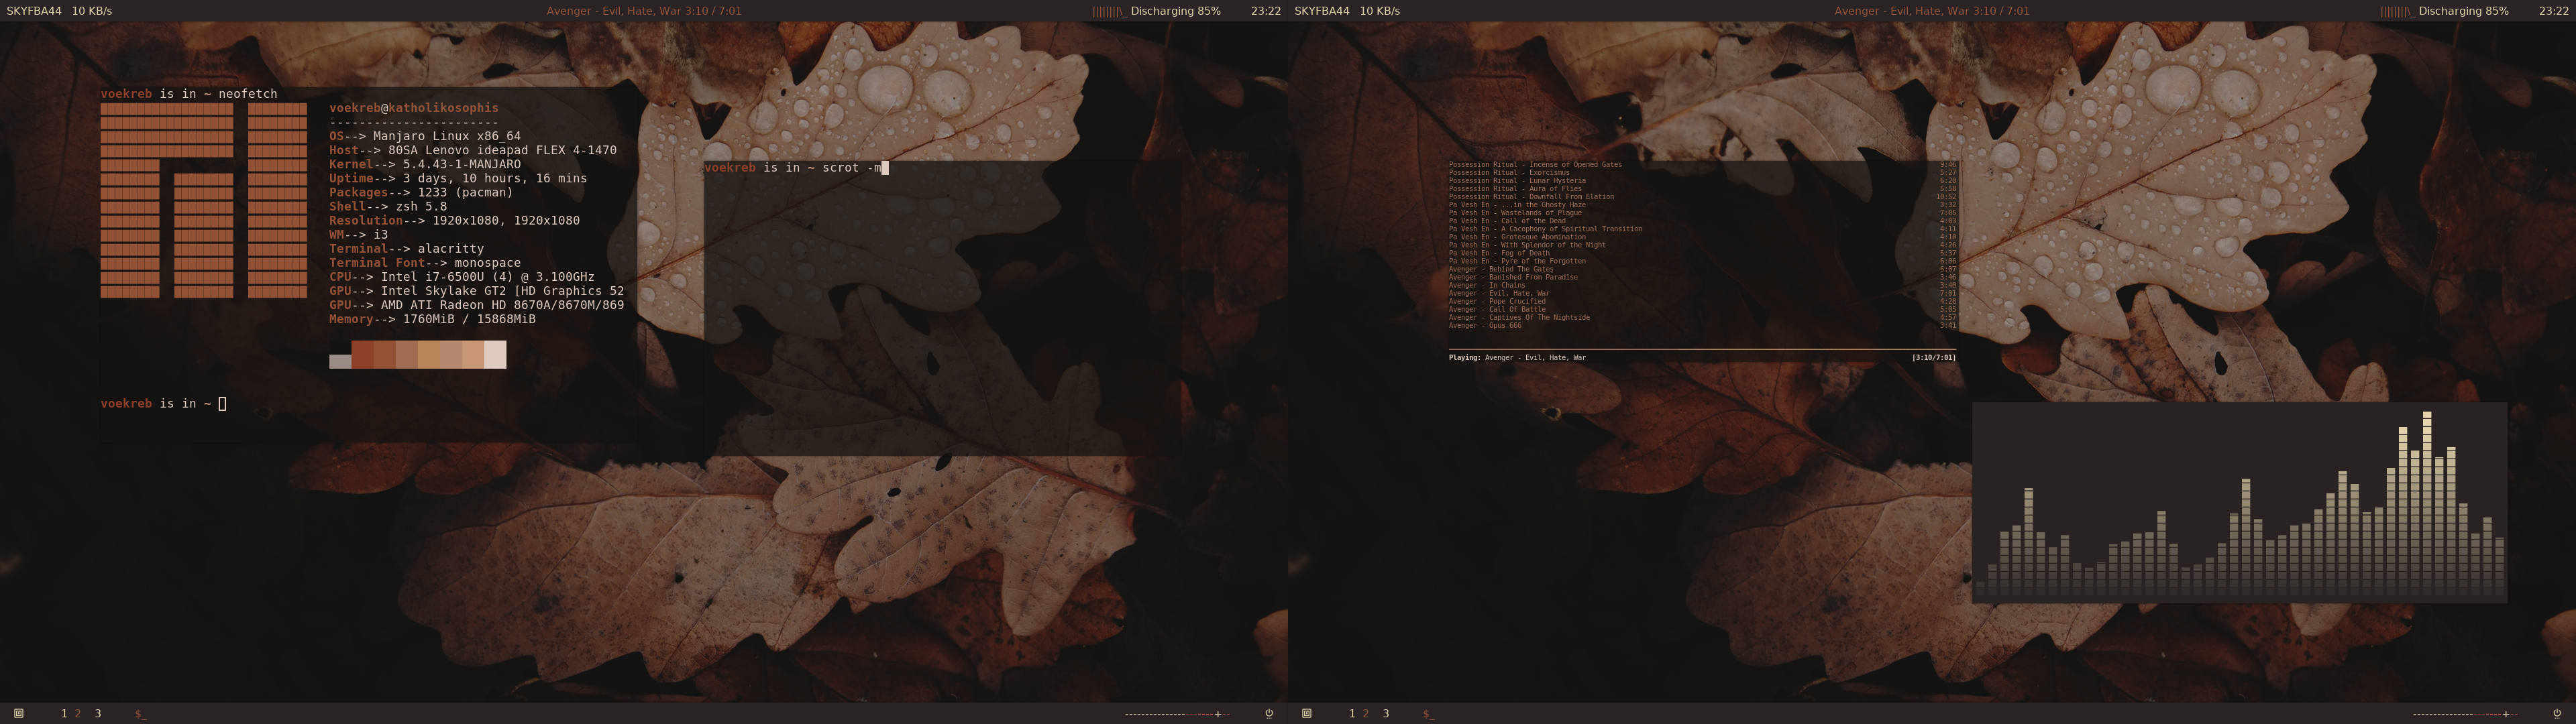 SKYFBA44 10 KB/s
Avenger - Evil, Hate, War 3:10 / 7:01
||||||||\_ Discharging 85%
23:22
voekreb is in ~ neofetch
voekreb@katholikosophis
-----------------------
OS--> Manjaro Linux x86_64
Host--> 80SA Lenovo ideapad FLEX 4-1470
Kernel--> 5.4.43-1-MANJARO
Uptime--> 3 days, 10 hours, 16 mins
Packages--> 1233 (pacman)
Shell--> zsh 5.8
Resolution--> 1920x1080, 1920x1080
WM--> i3
Terminal--> alacritty
Terminal Font--> monospace
CPU--> Intel i7-6500U (4) @ 3.100GHz
GPU--> Intel Skylake GT2 [HD Graphics 52
GPU--> AMD ATI Radeon HD 8670A/8670M/869
Memory--> 1760MiB / 15868MiB
voekreb is in ~
voekreb is in ~ scrot -m
1 2 3 $_
SKYFBA44 10 KB/s
Avenger - Evil, Hate, War 3:10 / 7:01
||||||||\_ Discharging 85%
23:22
Possession Ritual - Incense of Opened Gates 9:46
Possession Ritual - Exorcismus 5:27
Possession Ritual - Lunar Hysteria 6:20
Possession Ritual - Aura of Flies 5:58
Possession Ritual - Downfall From Elation 10:52
Pa Vesh En - ...in the Ghosty Haze 3:32
Pa Vesh En - Wastelands of Plague 7:05
Pa Vesh En - Call of the Dead 4:03
Pa Vesh En - A Cacophony of Spiritual Transition 4:11
Pa Vesh En - Grotesque Abomination 4:10
Pa Vesh En - With Splendor of the Night 4:26
Pa Vesh En - Fog of Death 5:37
Pa Vesh En - Pyre of the Forgotten 6:06
Avenger - Behind The Gates 6:07
Avenger - Banished From Paradise 3:46
Avenger - In Chains 3:40
Avenger - Evil, Hate, War 7:01
Avenger - Pope Crucified 4:28
Avenger - Call Of Battle 5:05
Avenger - Captives Of The Nightside 4:57
Avenger - Opus 666 3:41
Playing: Avenger - Evil, Hate, War [3:10/7:01]
1 2 3 $_